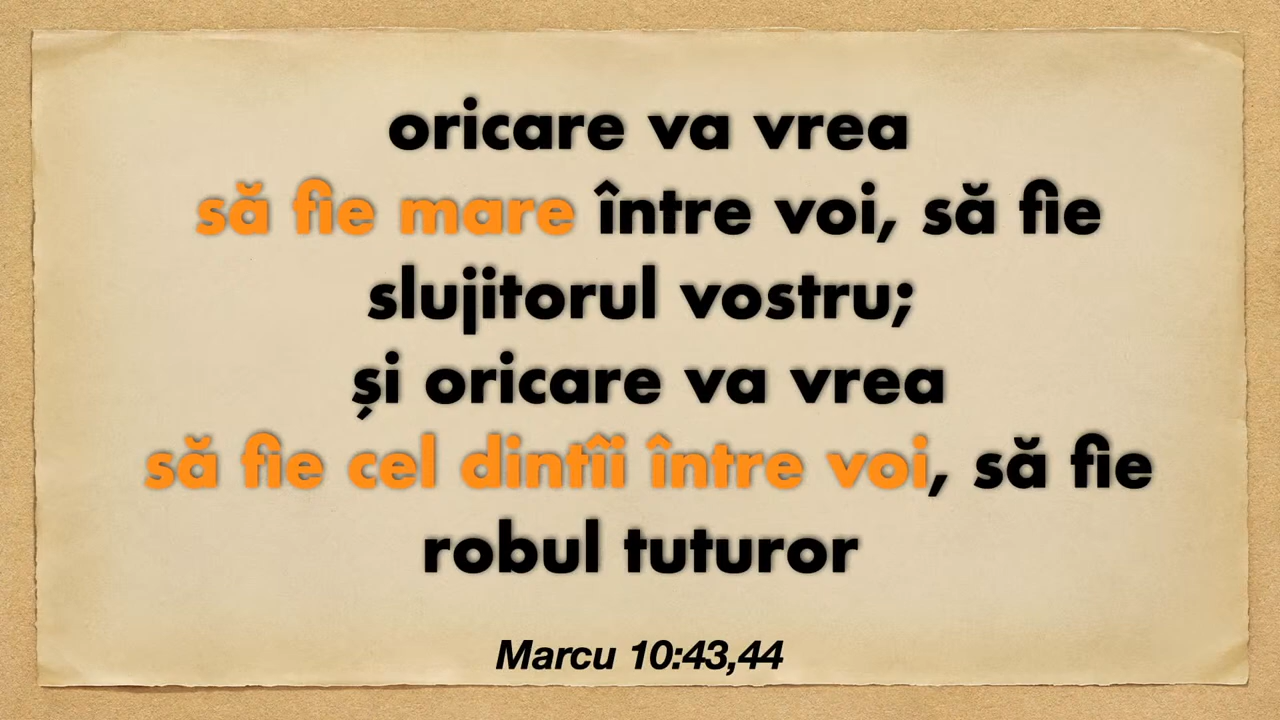 oricare va vrea
să fie mare între voi, să fie
slujitorul vostru;
și oricare va vrea
să fie cel dintîi între voi, să fie
robul tuturor
Marcu 10:43,44